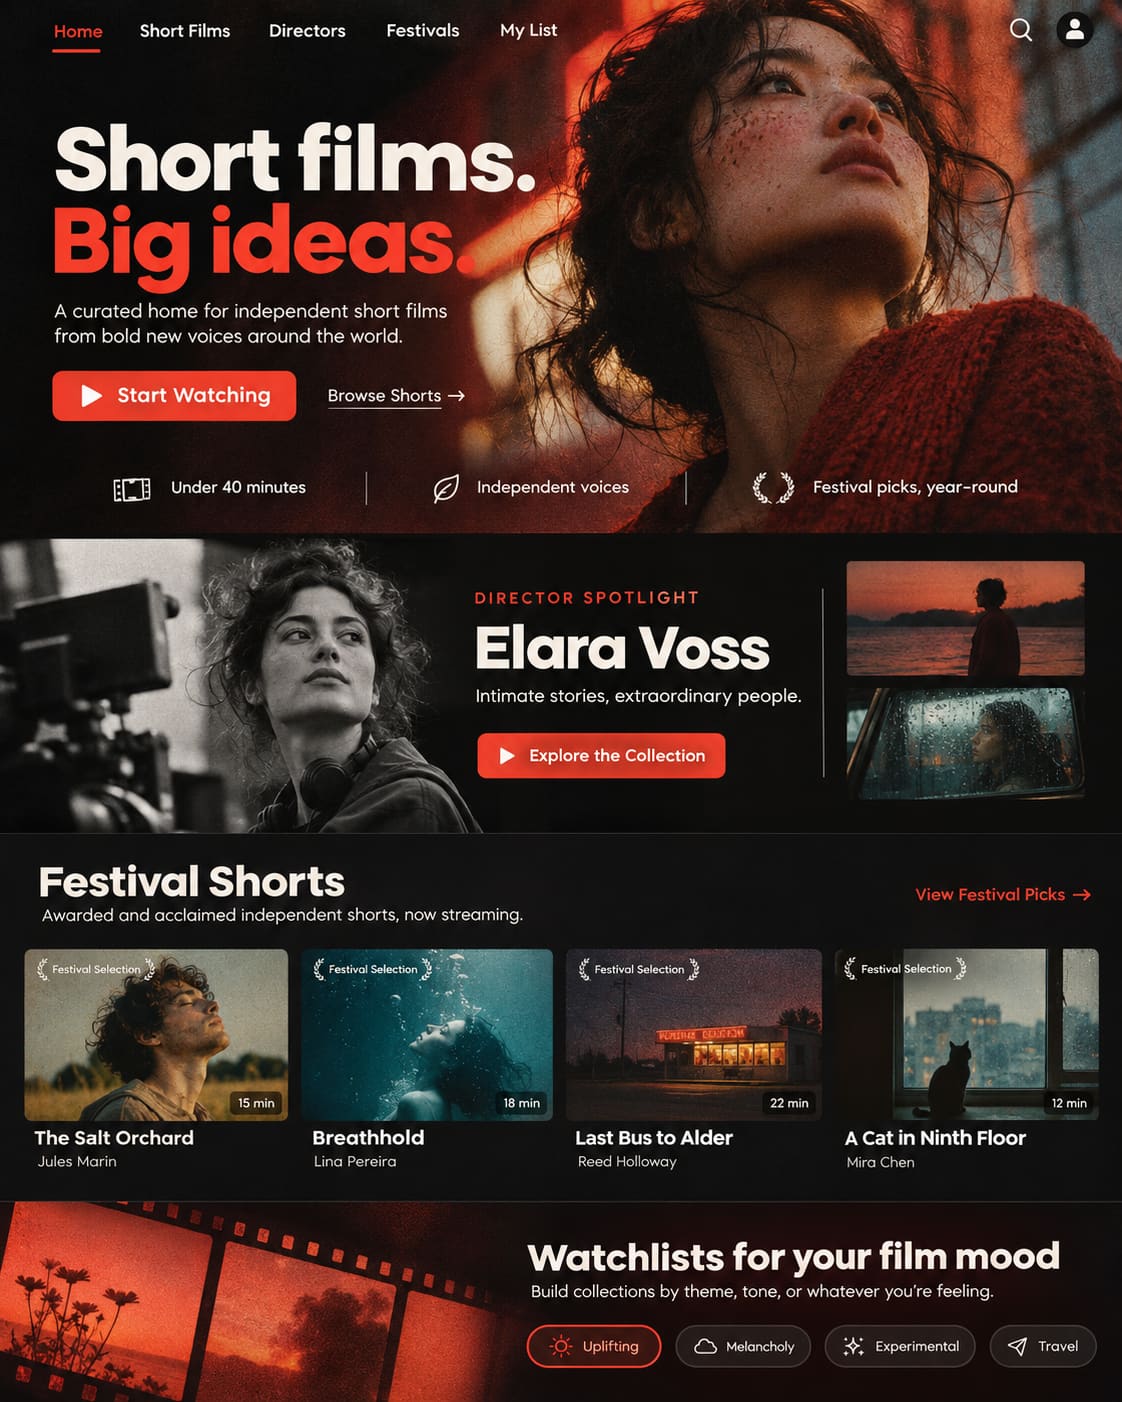 Home
Short Films
Directors
Festivals
My List
Short films.
Big ideas.
A curated home for independent short films
from bold new voices around the world.
Start Watching
Browse Shorts →
Under 40 minutes
Independent voices
Festival picks, year-round
DIRECTOR SPOTLIGHT
Elara Voss
Intimate stories, extraordinary people.
Explore the Collection
Festival Shorts
Awarded and acclaimed independent shorts, now streaming.
View Festival Picks →
Festival Selection
15 min
The Salt Orchard
Jules Marin
Festival Selection
18 min
Breathhold
Lina Pereira
Festival Selection
22 min
Last Bus to Alder
Reed Holloway
Festival Selection
12 min
A Cat in Ninth Floor
Mira Chen
Watchlists for your film mood
Build collections by theme, tone, or whatever you're feeling.
Uplifting
Melancholy
Experimental
Travel